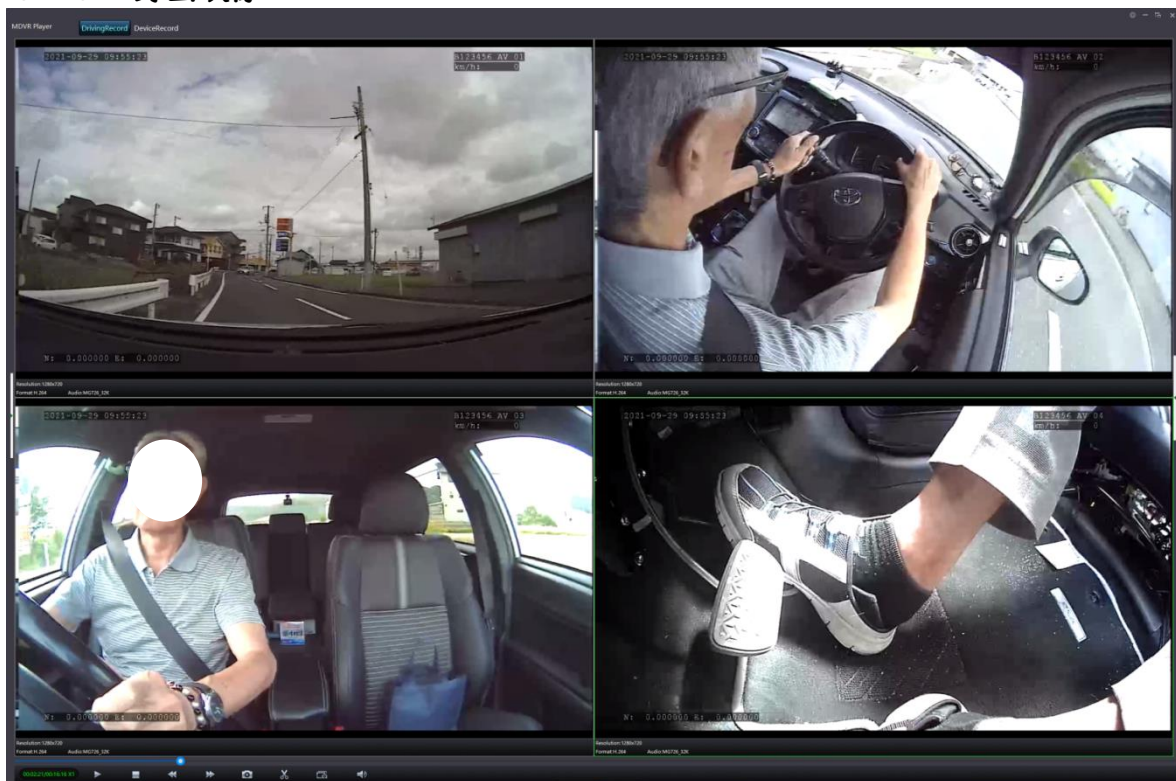 MDVR Player DrivingRecord DeviceRecord
2021-09-29 09:55:23 B123456 AV 01
km/h: 0
N: 0.000000 E: 0.000000
Resolution:1280x720
Format:H.264 Audio:MG726_32K
2021-09-29 09:55:23 B123456 AV 02
km/h: 0
N: 0.000000 E: 0.000000
Resolution:1280x720
Format:H.264 Audio:MG726_32K
2021-09-29 09:55:23 B123456 AV 03
km/h: 0
N: 0.000000 E: 0.000000
Resolution:1280x720
Format:H.264 Audio:MG726_32K
2021-09-29 09:55:23 B123456 AV 04
km/h: 0
N: 0.000000 E: 0.000000
Resolution:1280x720
Format:H.264 Audio:MG726_32K